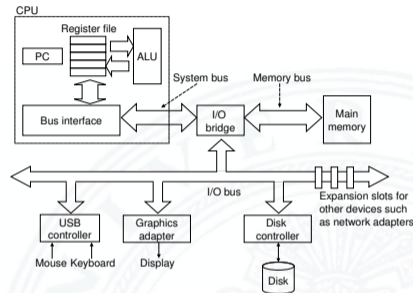 CPU
Register file
PC
ALU
System bus
Memory bus
Bus interface
I/O
bridge
Main
memory
I/O bus
Expansion slots for
other devices such
as network adapters
USB
controller
Graphics
adapter
Disk
controller
Mouse Keyboard
Display
Disk